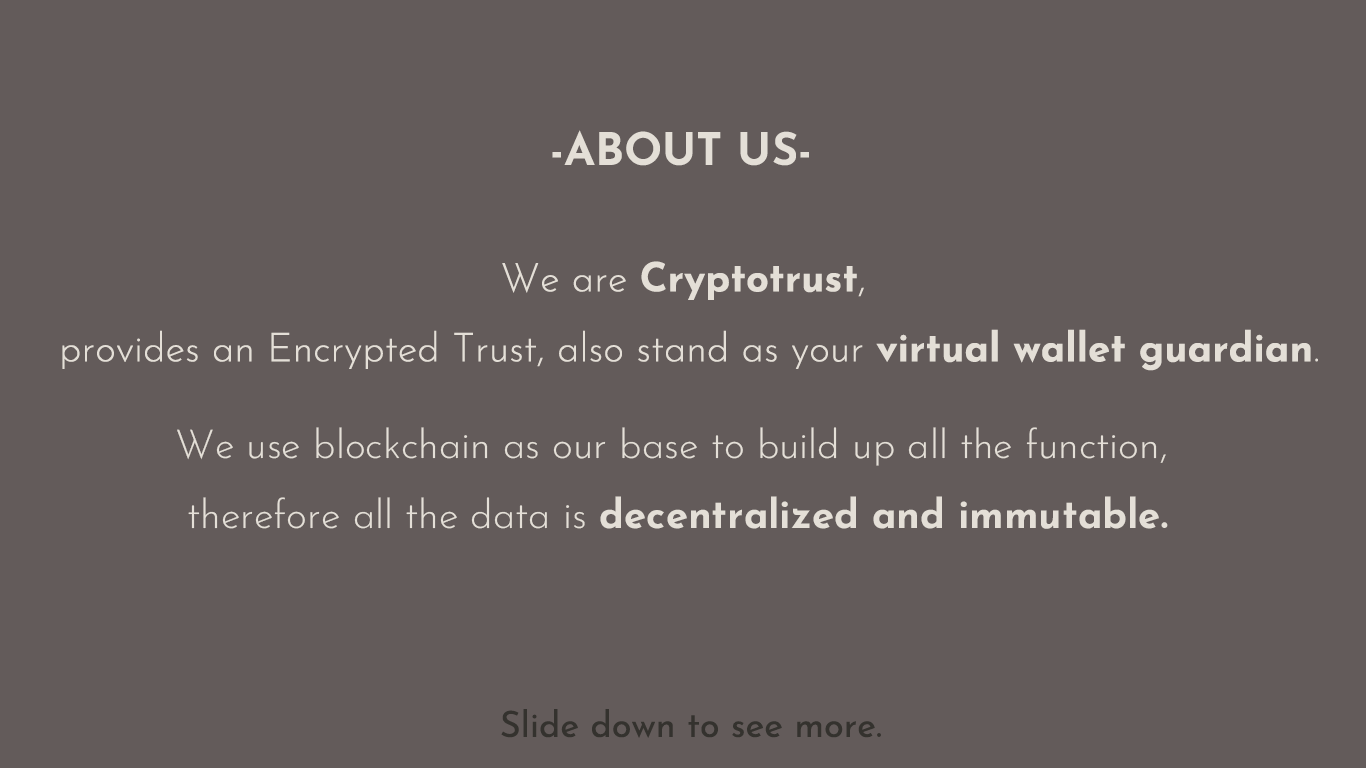 -ABOUT US-
We are Cryptotrust,
provides an Encrypted Trust, also stand as your virtual wallet guardian.
We use blockchain as our base to build up all the function,
therefore all the data is decentralized and immutable.
Slide down to see more.